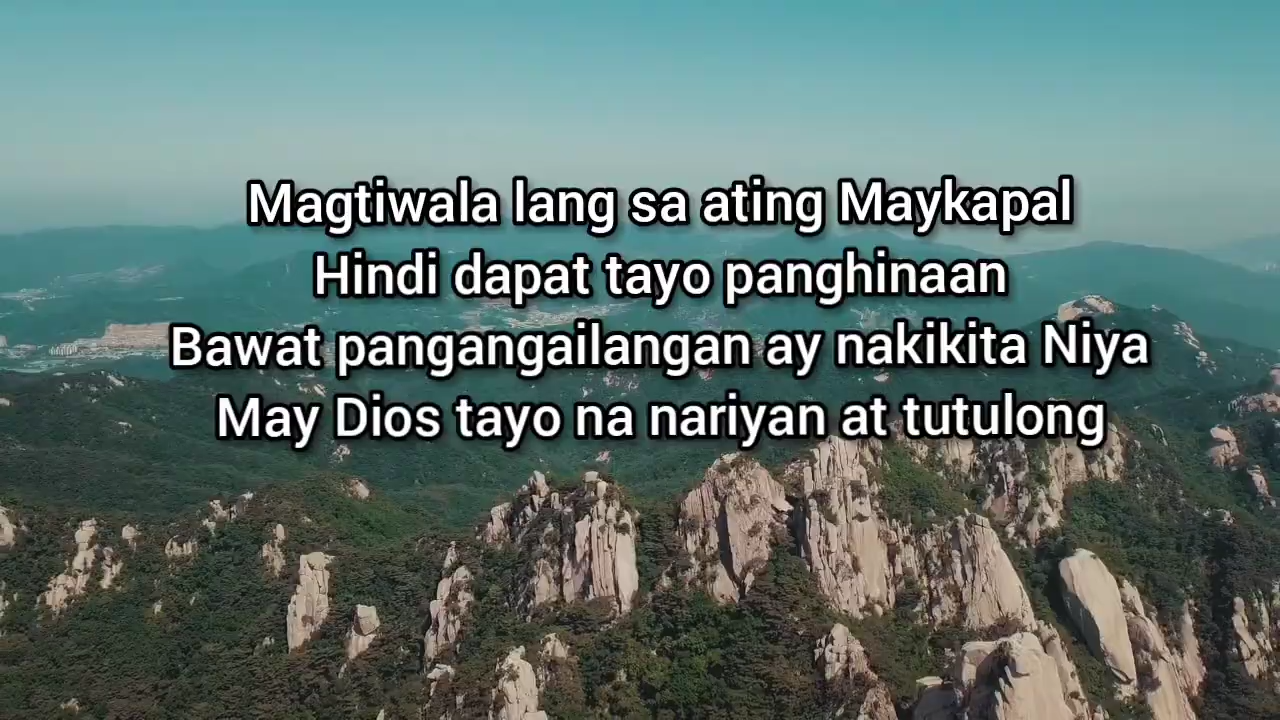 Magtiwala lang sa ating Maykapal
Hindi dapat tayo panghinaan
Bawat pangangailangan ay nakikita Niya
May Dios tayo na nariyan at tutulong